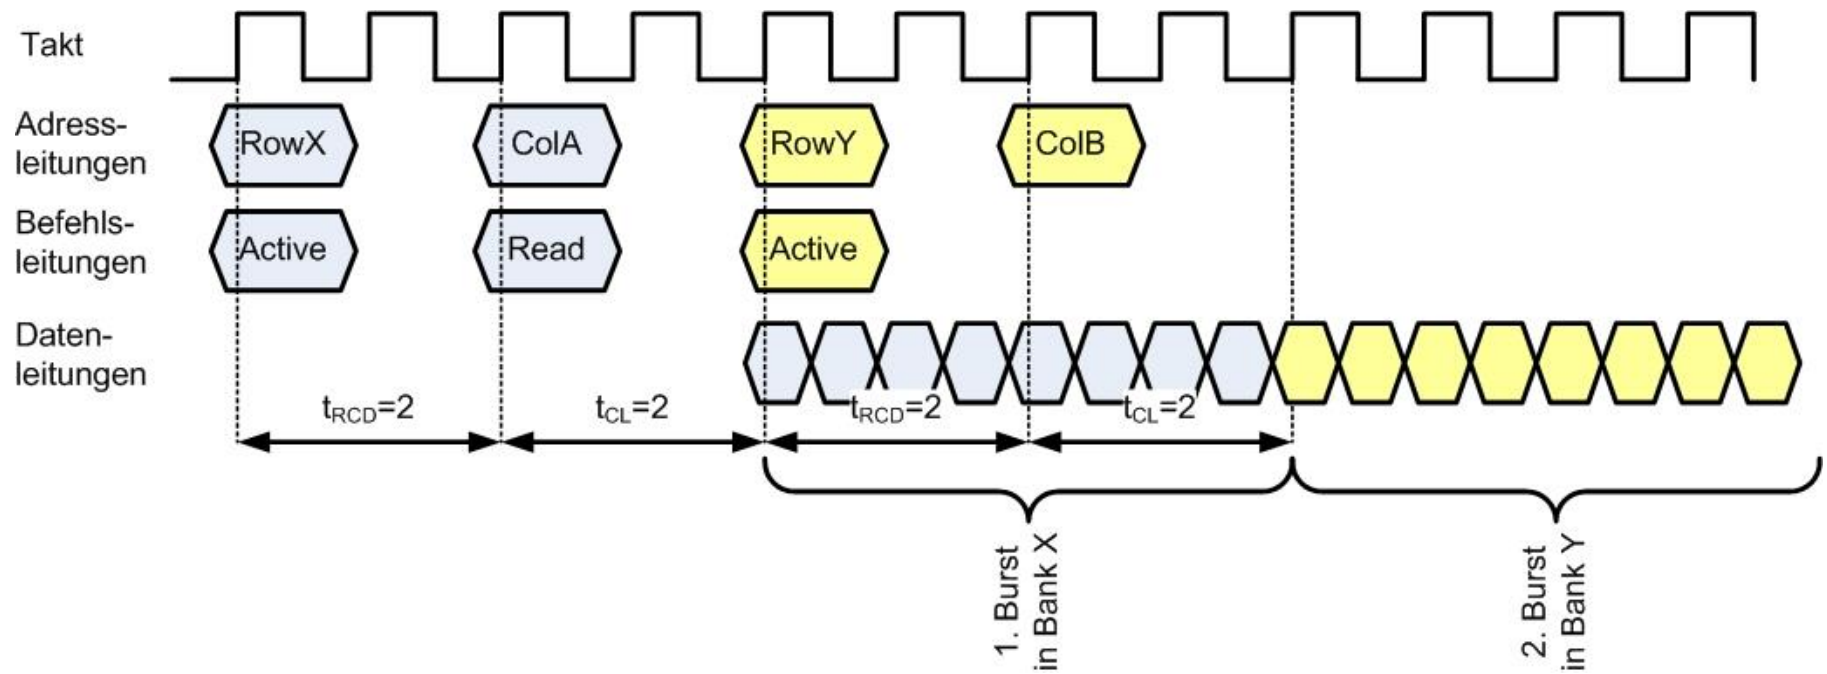 Takt
Adress-
leitungen
RowX
ColA
RowY
ColB
Befehls-
leitungen
Active
Read
Active
Daten-
leitungen
tRCD=2
tCL=2
tRCD=2
tCL=2
1. Burst
in Bank X
2. Burst
in Bank Y